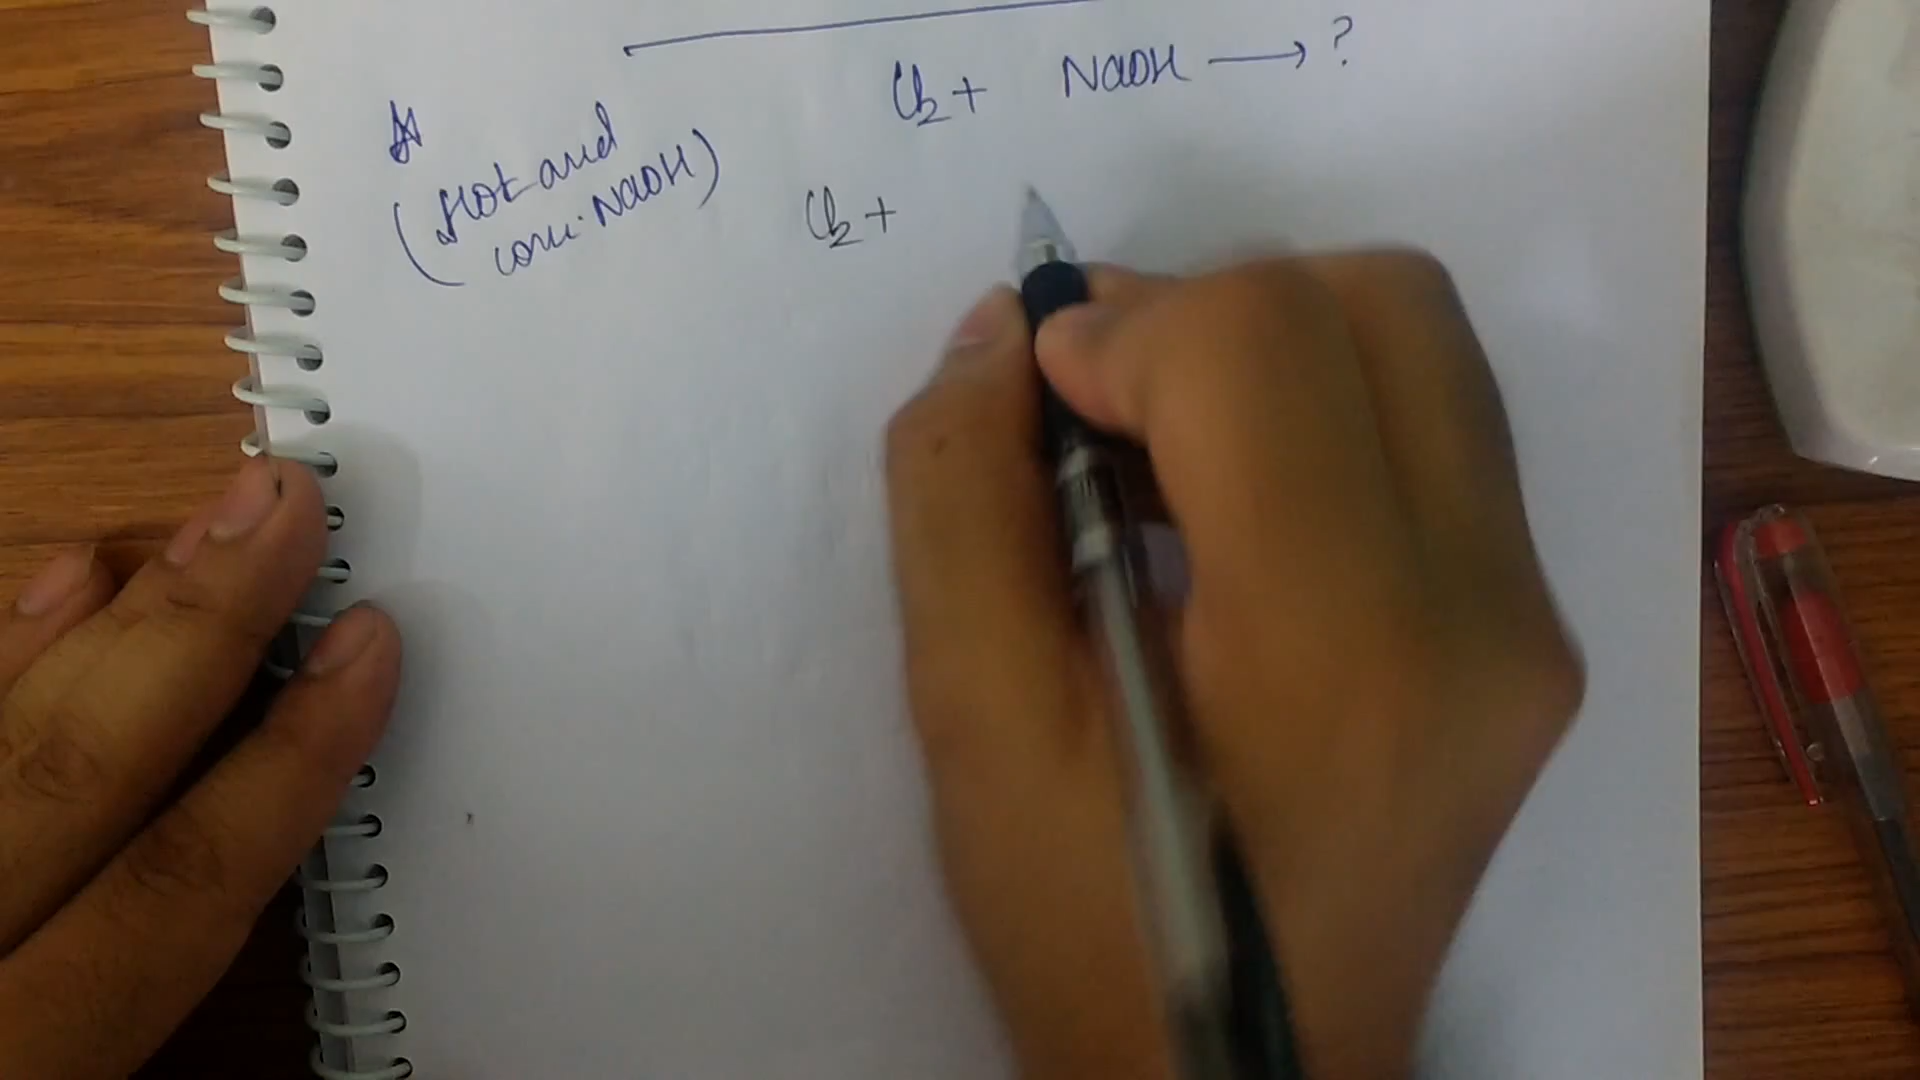 Cl2 + NaOH → ?
(Hot and
conc. NaOH)
Cl2 +